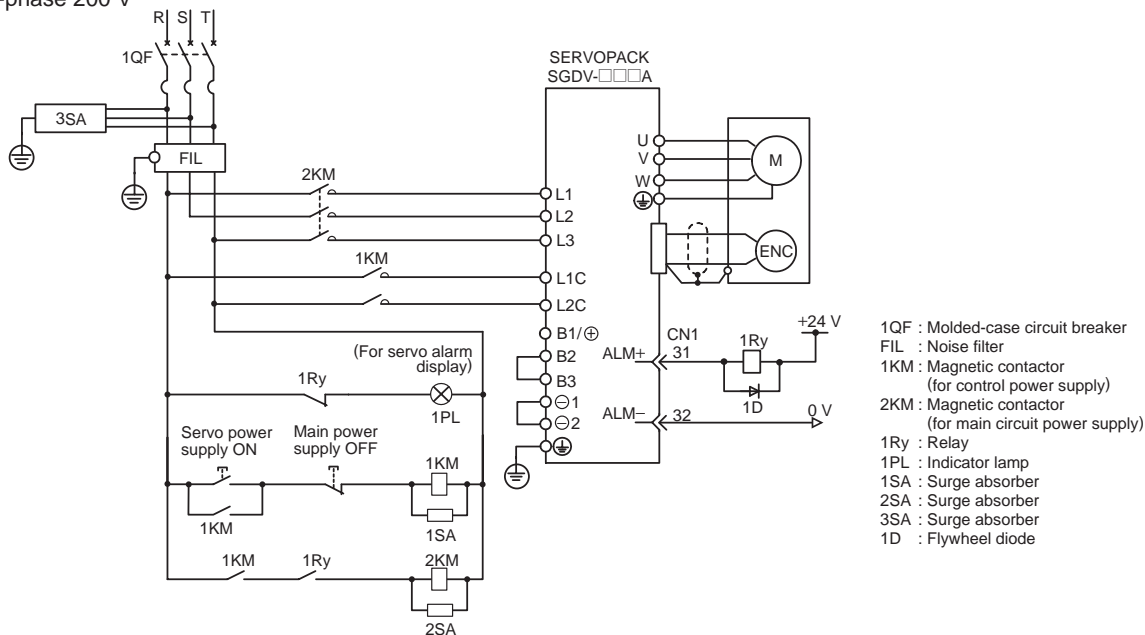 -phase 200 V
R S T
1QF
SERVOPACK
SGDV-□□□A
3SA
FIL
2KM
U
V
W
M
L1
L2
L3
ENC
1KM
L1C
L2C
B1/⊕
B2
B3
⊖1
⊖2
ALM+
CN1
31
1Ry
+24 V
1D
ALM−
32
0 V
(For servo alarm
display)
1Ry
1PL
Servo power
supply ON
Main power
supply OFF
1KM
1KM
1SA
1KM
1Ry
2KM
2SA
1QF : Molded-case circuit breaker
FIL : Noise filter
1KM : Magnetic contactor
(for control power supply)
2KM : Magnetic contactor
(for main circuit power supply)
1Ry : Relay
1PL : Indicator lamp
1SA : Surge absorber
2SA : Surge absorber
3SA : Surge absorber
1D : Flywheel diode